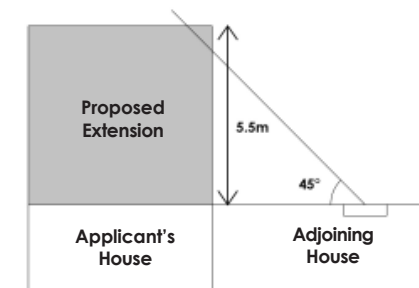 Proposed
Extension
5.5m
45°
Applicant's
House
Adjoining
House